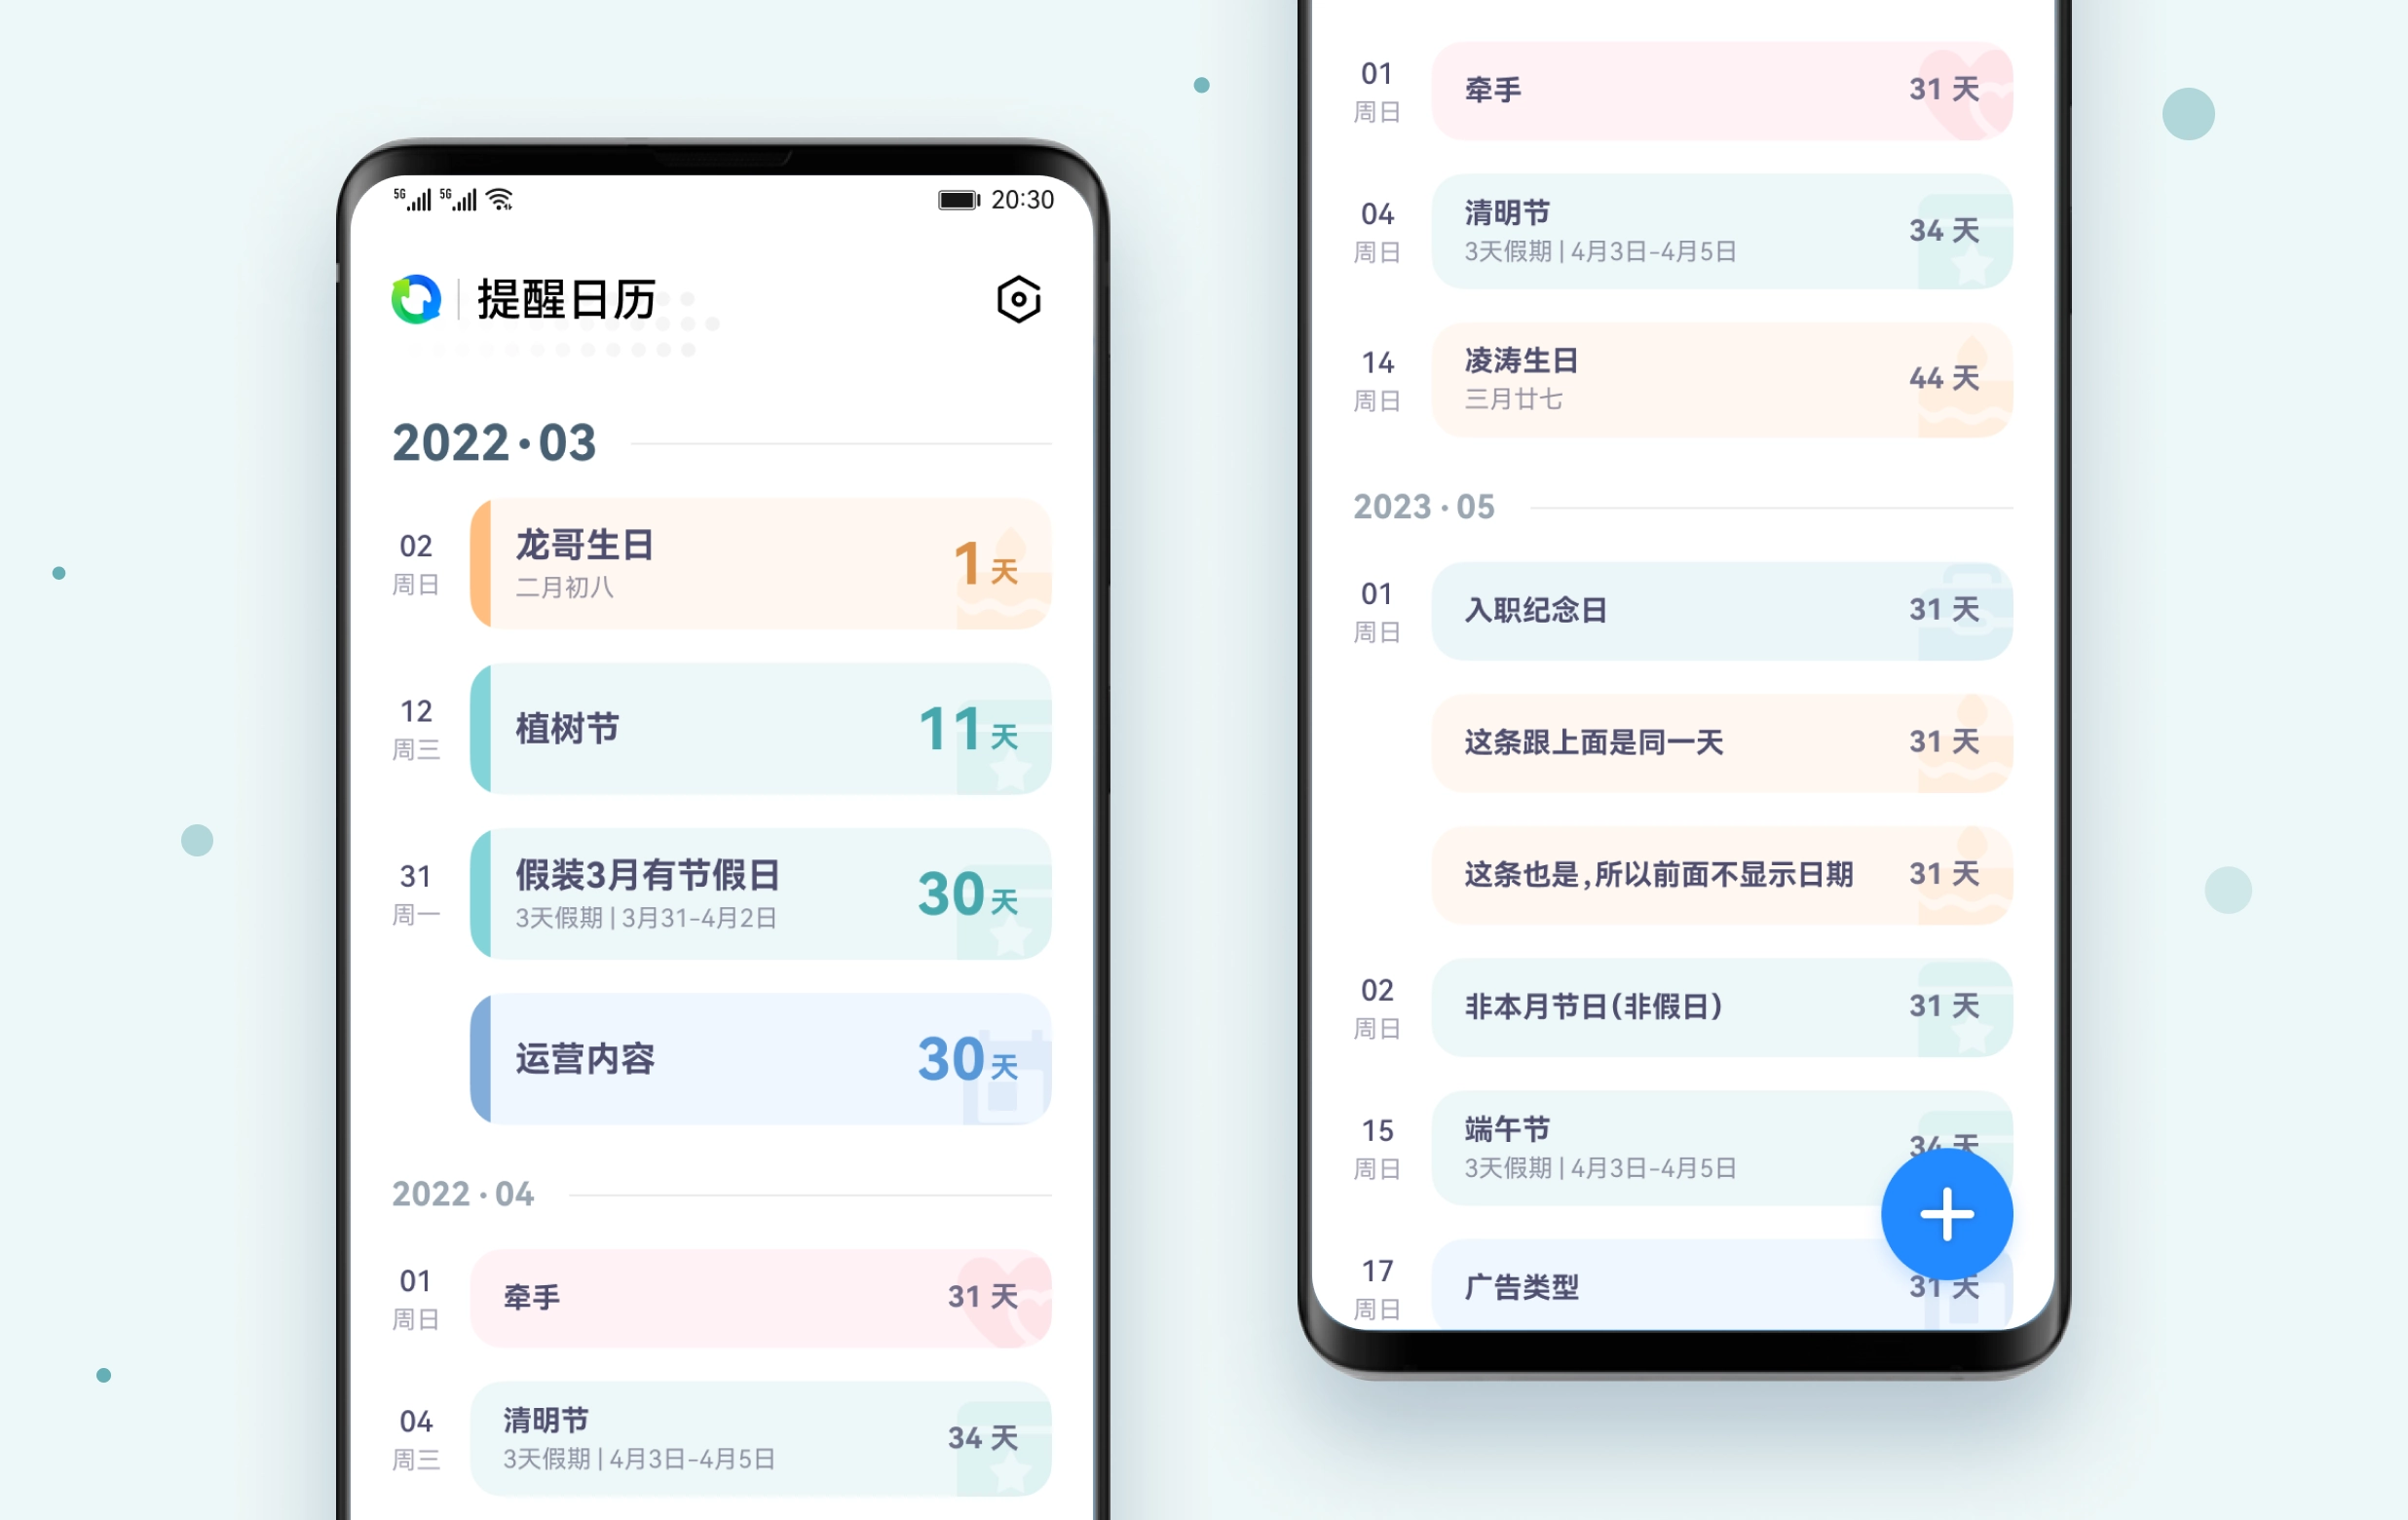 5G 5G 20:30
提醒日历
2022·03
02
周日
龙哥生日
二月初八
1天
12
周三
植树节
11天
31
周一
假装3月有节假日
3天假期 | 3月31-4月2日
30天
运营内容
30天
2022·04
01
周日
牵手
31 天
04
周三
清明节
3天假期 | 4月3日-4月5日
34 天
01
周日
牵手
31 天
04
周日
清明节
3天假期 | 4月3日-4月5日
34 天
14
周日
凌涛生日
三月廿七
44 天
2023·05
01
周日
入职纪念日
31 天
这条跟上面是同一天
31 天
这条也是,所以前面不显示日期
31 天
02
周日
非本月节日(非假日)
31 天
15
周日
端午节
3天假期 | 4月3日-4月5日
34 天
17
周日
广告类型
31 天